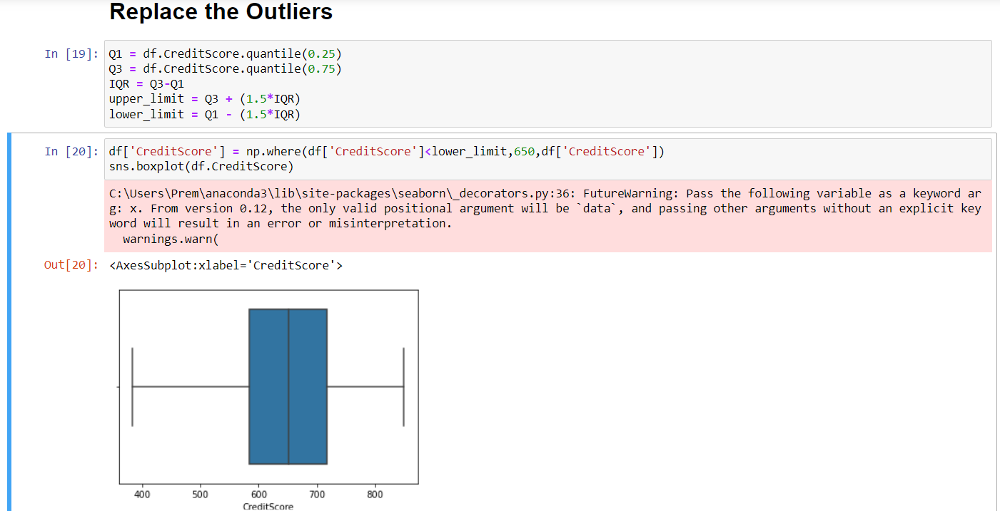 Replace the Outliers
In [19]: Q1 = df.CreditScore.quantile(0.25)
Q3 = df.CreditScore.quantile(0.75)
IQR = Q3-Q1
upper_limit = Q3 + (1.5*IQR)
lower_limit = Q1 - (1.5*IQR)
In [20]: df['CreditScore'] = np.where(df['CreditScore']<lower_limit,650,df['CreditScore'])
sns.boxplot(df.CreditScore)
C:\Users\Prem\anaconda3\lib\site-packages\seaborn\_decorators.py:36: FutureWarning: Pass the following variable as a keyword ar
g: x. From version 0.12, the only valid positional argument will be `data`, and passing other arguments without an explicit key
word will result in an error or misinterpretation.
  warnings.warn(
Out[20]: <AxesSubplot:xlabel='CreditScore'>
400 500 600 700 800
CreditScore